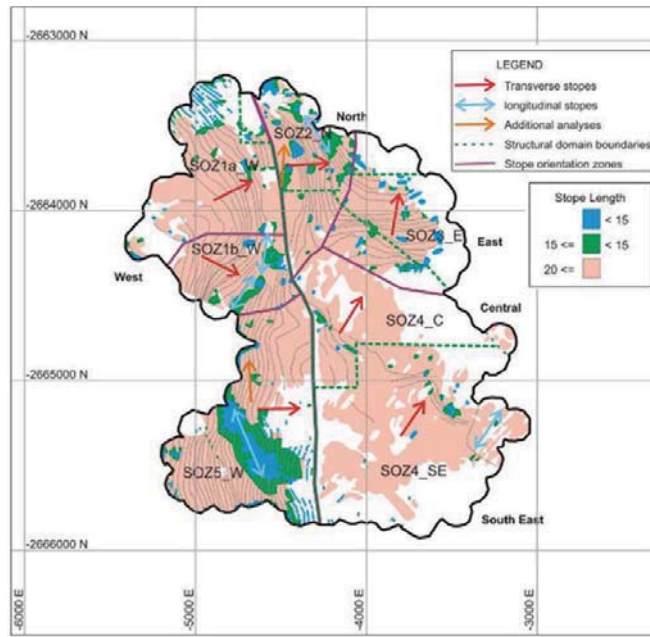 -2663000 N
LEGEND
Transverse stopes
longitudinal stopes
Additional analyses
Structural domain boundaries
Stope orientation zones
North
SOZ2_N
SOZ1a_W
Stope Length
< 15
15 <= < 15
20 <=
-2664000 N
SOZ3_E
East
SOZ1b_W
West
Central
SOZ4_C
-2665000 N
SOZ5_W
SOZ4_SE
South East
-2666000 N
-6000 E
-5000 E
-4000 E
-3000 E